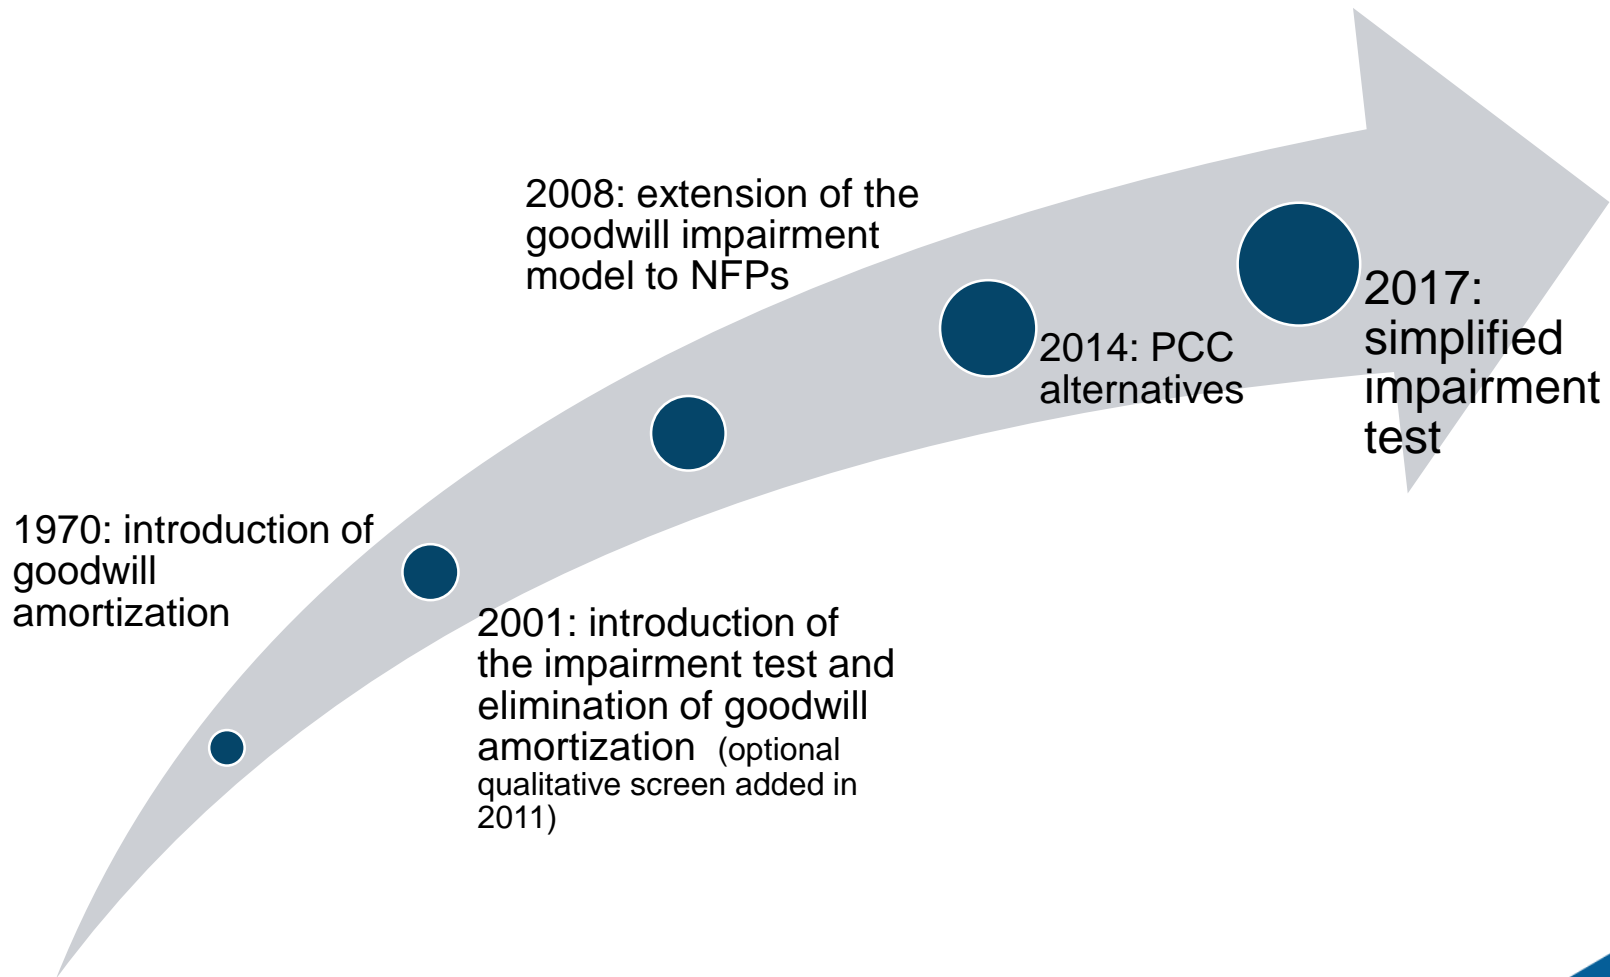 1970: introduction of
goodwill
amortization
2001: introduction of
the impairment test and
elimination of goodwill
amortization (optional
qualitative screen added in
2011)
2008: extension of the
goodwill impairment
model to NFPs
2014: PCC
alternatives
2017:
simplified
impairment
test